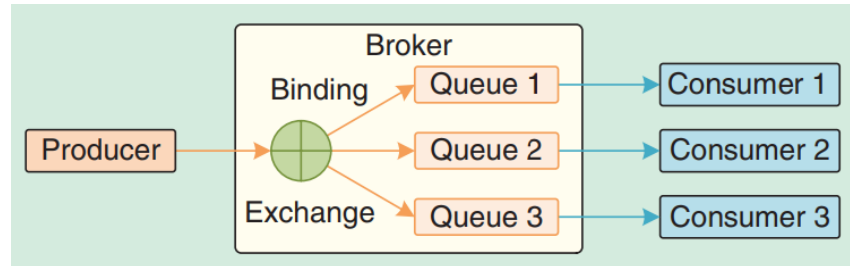 Broker
Binding
Queue 1
Consumer 1
Producer
Queue 2
Consumer 2
Exchange
Queue 3
Consumer 3